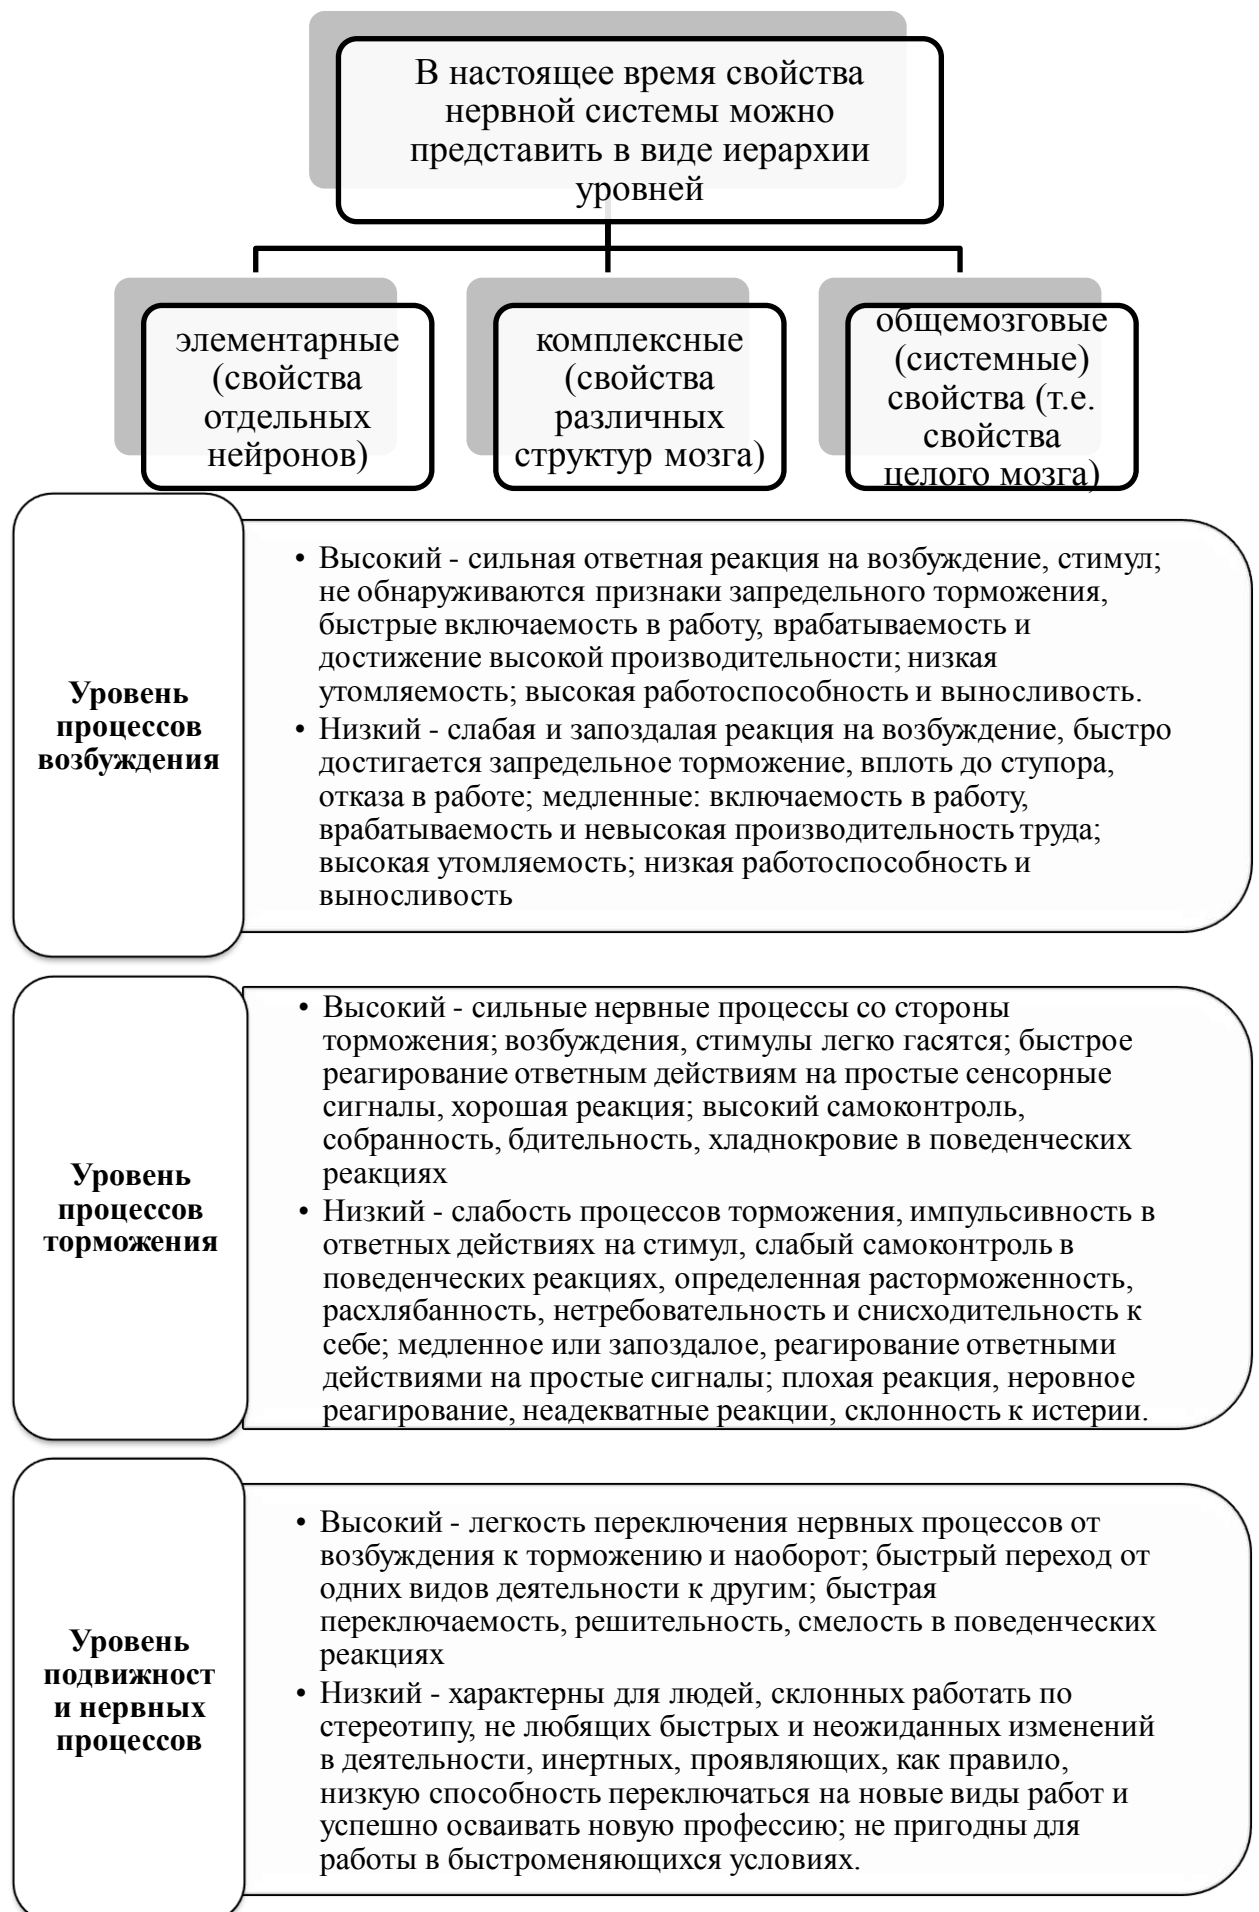 В настоящее время свойства
нервной системы можно
представить в виде иерархии
уровней
элементарные
(свойства
отдельных
нейронов)
комплексные
(свойства
различных
структур мозга)
общемозговые
(системные)
свойства (т.е.
свойства
целого мозга)
Уровень
процессов
возбуждения
• Высокий - сильная ответная реакция на возбуждение, стимул;
не обнаруживаются признаки запредельного торможения,
быстрые включаемость в работу, врабатываемость и
достижение высокой производительности; низкая
утомляемость; высокая работоспособность и выносливость.
• Низкий - слабая и запоздалая реакция на возбуждение, быстро
достигается запредельное торможение, вплоть до ступора,
отказа в работе; медленные: включаемость в работу,
врабатываемость и невысокая производительность труда;
высокая утомляемость; низкая работоспособность и
выносливость
Уровень
процессов
торможения
• Высокий - сильные нервные процессы со стороны
торможения; возбуждения, стимулы легко гасятся; быстрое
реагирование ответным действиям на простые сенсорные
сигналы, хорошая реакция; высокий самоконтроль,
собранность, бдительность, хладнокровие в поведенческих
реакциях
• Низкий - слабость процессов торможения, импульсивность в
ответных действиях на стимул, слабый самоконтроль в
поведенческих реакциях, определенная расторможенность,
расхлябанность, нетребовательность и снисходительность к
себе; медленное или запоздалое, реагирование ответными
действиями на простые сигналы; плохая реакция, неровное
реагирование, неадекватные реакции, склонность к истерии.
Уровень
подвижност
и нервных
процессов
• Высокий - легкость переключения нервных процессов от
возбуждения к торможению и наоборот; быстрый переход от
одних видов деятельности к другим; быстрая
переключаемость, решительность, смелость в поведенческих
реакциях
• Низкий - характерны для людей, склонных работать по
стереотипу, не любящих быстрых и неожиданных изменений
в деятельности, инертных, проявляющих, как правило,
низкую способность переключаться на новые виды работ и
успешно осваивать новую профессию; не пригодны для
работы в быстроменяющихся условиях.